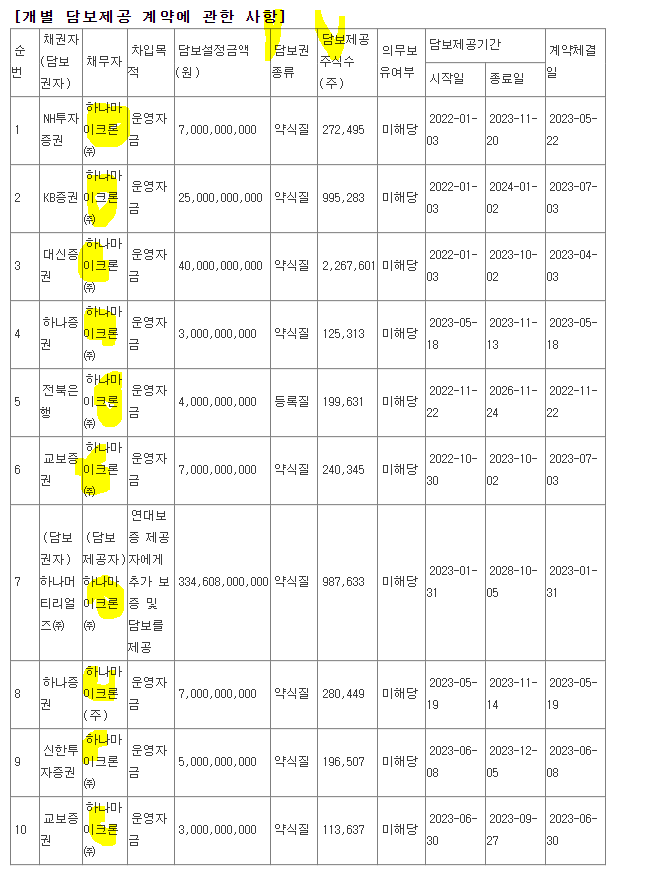 [개별 담보제공 계약에 관한 사항]
순번 채권자(담보권자) 채무자 차입목적 담보설정금액(원) 담보권종류 담보제공주식수(주) 의무보유여부 담보제공기간 계약체결일
시작일 종료일
1 NH투자증권 하나마이크론㈜ 운영자금 7,000,000,000 약식질 272,495 미해당 2022-01-03 2023-11-20 2023-05-22
2 KB증권 하나마이크론㈜ 운영자금 25,000,000,000 약식질 995,283 미해당 2022-01-03 2024-01-02 2023-07-03
3 대신증권 하나마이크론㈜ 운영자금 40,000,000,000 약식질 2,267,601 미해당 2022-01-03 2023-10-02 2023-04-03
4 하나증권 하나마이크론㈜ 운영자금 3,000,000,000 약식질 125,313 미해당 2023-05-18 2023-11-13 2023-05-18
5 전북은행 하나마이크론㈜ 운영자금 4,000,000,000 등록질 199,631 미해당 2022-11-22 2026-11-24 2022-11-22
6 교보증권 하나마이크론㈜ 운영자금 7,000,000,000 약식질 240,345 미해당 2022-10-30 2023-10-02 2023-07-03
7 (담보권자)하나머티리얼즈㈜ (담보제공자)하나마이크론㈜ 연대보증 제공자에게 추가 보증 및 담보를 제공 334,608,000,000 약식질 987,633 미해당 2023-01-31 2028-10-05 2023-01-31
8 하나증권 하나마이크론(주) 운영자금 7,000,000,000 약식질 280,449 미해당 2023-05-19 2023-11-14 2023-05-19
9 신한투자증권 하나마이크론㈜ 운영자금 5,000,000,000 약식질 196,507 미해당 2023-06-08 2023-12-05 2023-06-08
10 교보증권 하나마이크론㈜ 운영자금 3,000,000,000 약식질 113,637 미해당 2023-06-30 2023-09-27 2023-06-30